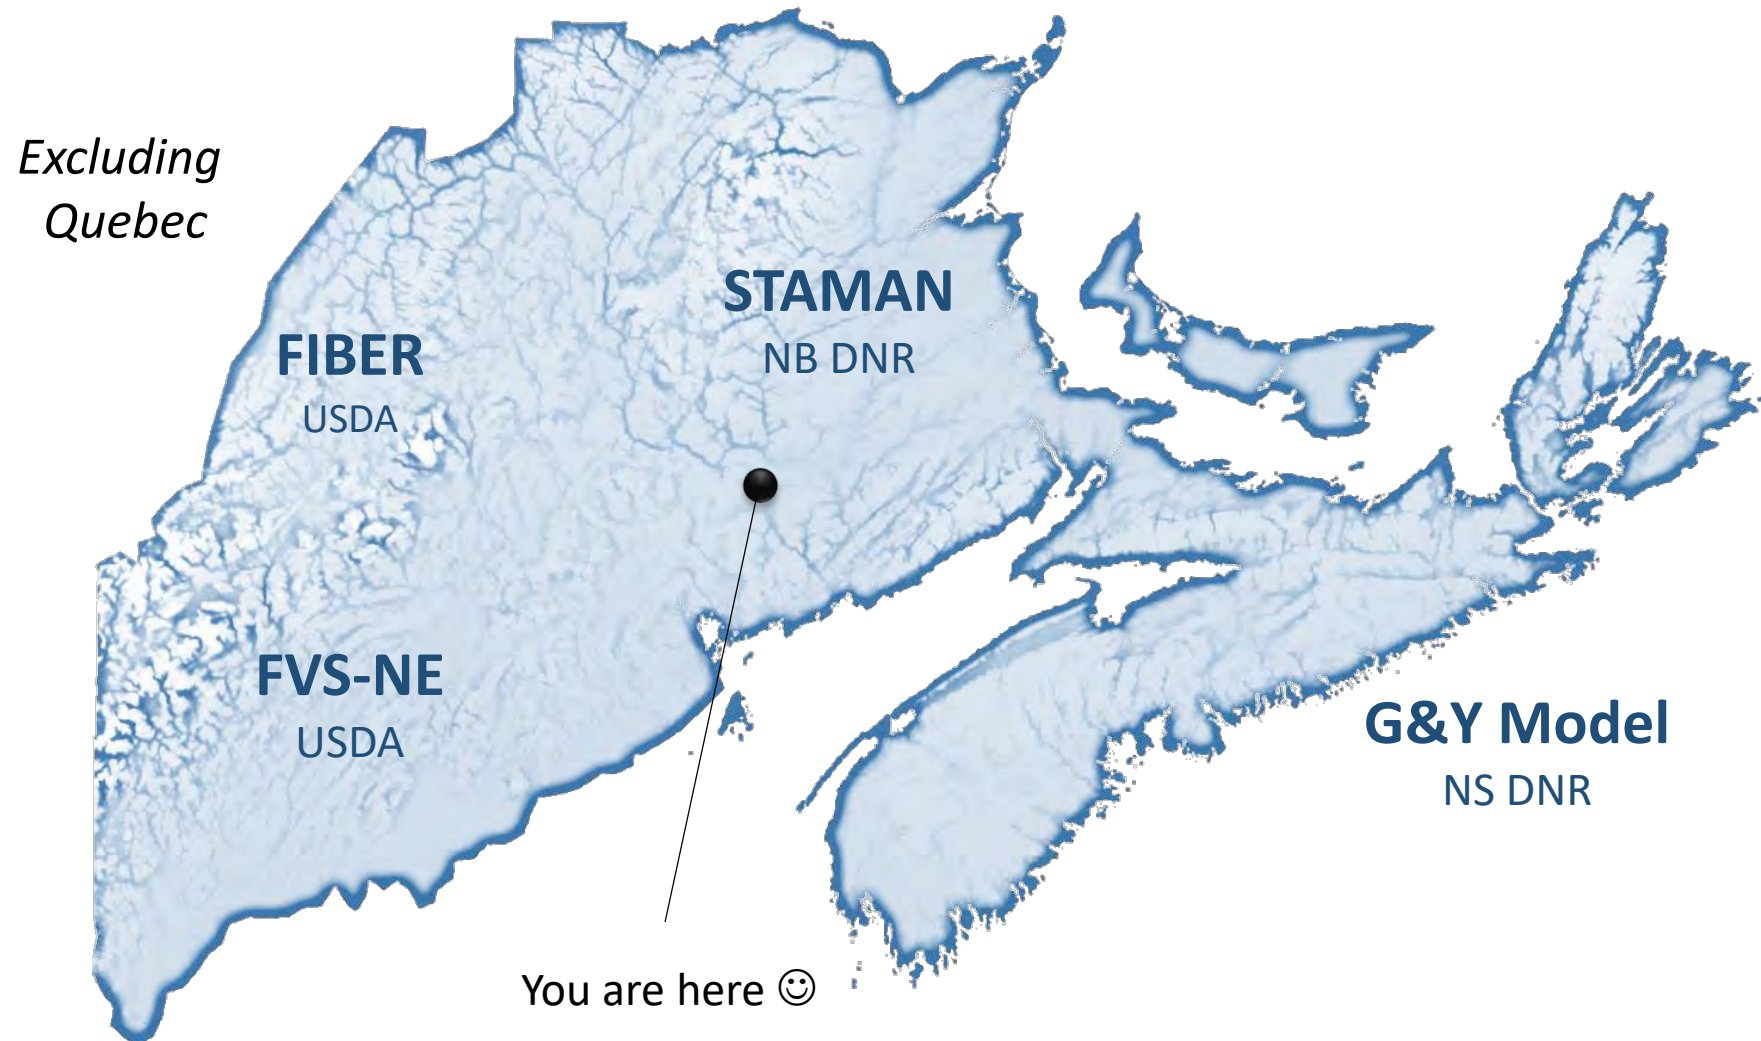 Excluding
Quebec
STAMAN
NB DNR
FIBER
USDA
FVS-NE
USDA
G&Y Model
NS DNR
You are here ☺